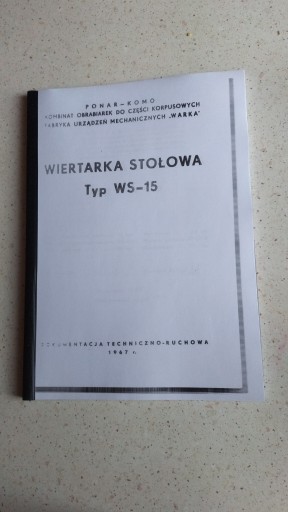 PONAR-KOMO
KOMBINAT OBRABIAREK DO CZĘŚCI KORPUSOWYCH
FABRYKA URZĄDZEŃ MECHANICZNYCH „WARKA"
WIERTARKA STOŁOWA
Typ WS-15
DOKUMENTACJA TECHNICZNO-RUCHOWA
1967 r.